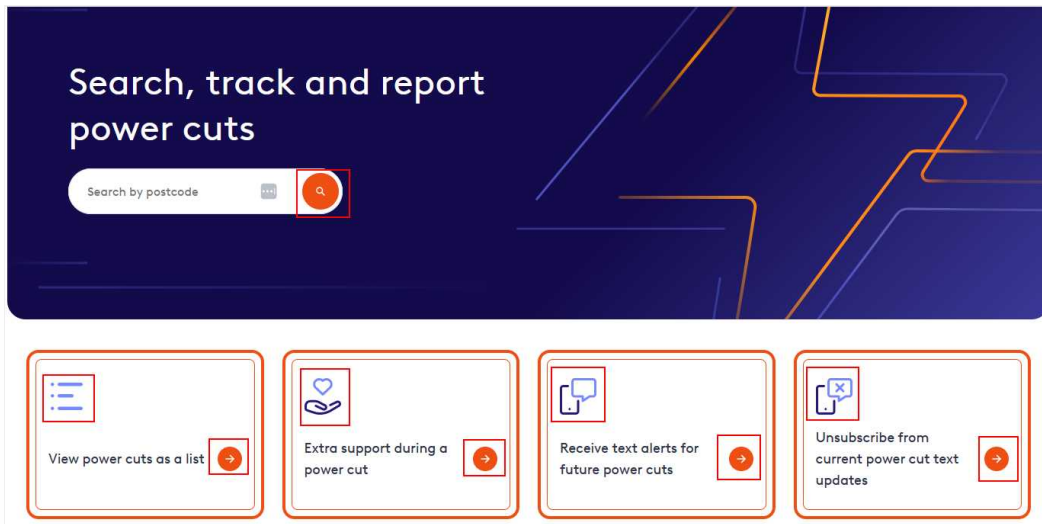 Search, track and report
power cuts
Search by postcode
View power cuts as a list
Extra support during a
power cut
Receive text alerts for
future power cuts
Unsubscribe from
current power cut text
updates